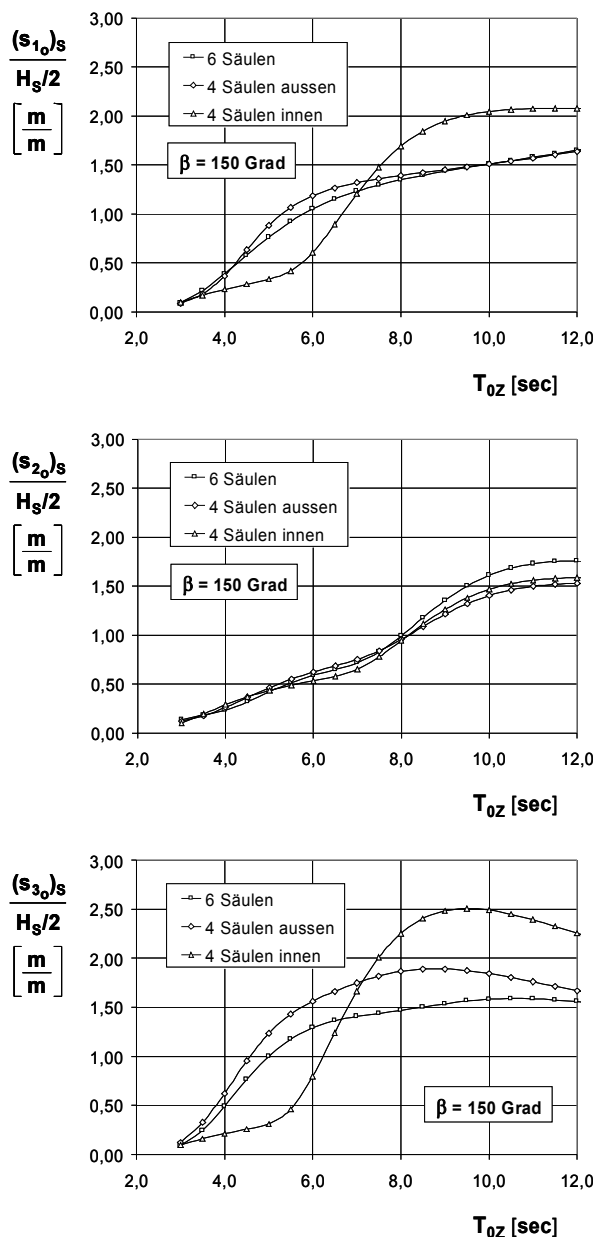 (s₁ₒ)ₛ
Hₛ/2
[m/m]
3,00
2,50
2,00
1,50
1,00
0,50
0,00
6 Säulen
4 Säulen aussen
4 Säulen innen
β = 150 Grad
2,0 4,0 6,0 8,0 10,0 12,0
T₀Z [sec]
(s₂ₒ)ₛ
Hₛ/2
[m/m]
3,00
2,50
2,00
1,50
1,00
0,50
0,00
6 Säulen
4 Säulen aussen
4 Säulen innen
β = 150 Grad
2,0 4,0 6,0 8,0 10,0 12,0
T₀Z [sec]
(s₃ₒ)ₛ
Hₛ/2
[m/m]
3,00
2,50
2,00
1,50
1,00
0,50
0,00
6 Säulen
4 Säulen aussen
4 Säulen innen
β = 150 Grad
2,0 4,0 6,0 8,0 10,0 12,0
T₀Z [sec]